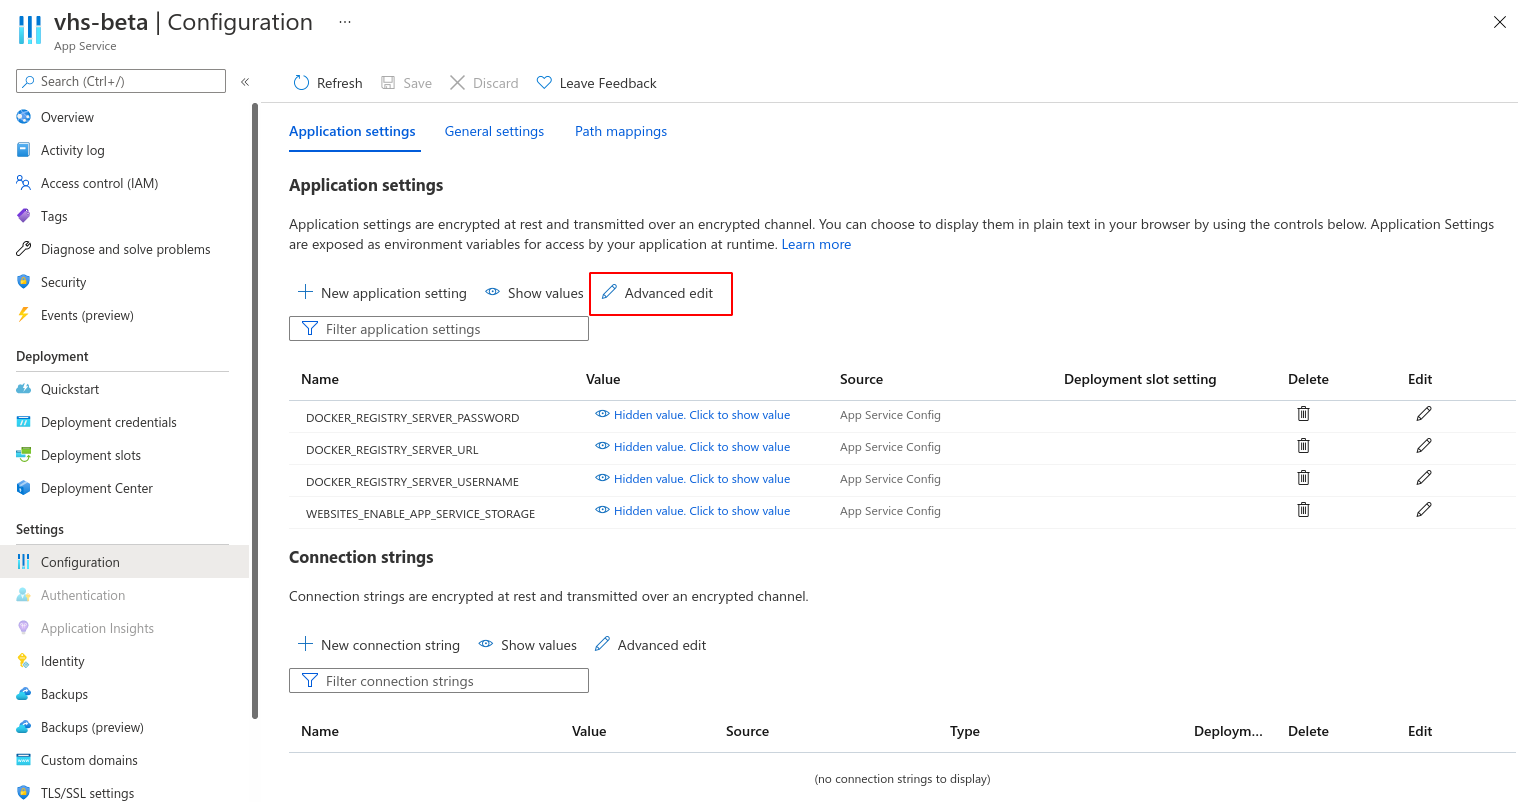 vhs-beta | Configuration ...
App Service
Search (Ctrl+/)
«
Overview
Activity log
Access control (IAM)
Tags
Diagnose and solve problems
Security
Events (preview)
Deployment
Quickstart
Deployment credentials
Deployment slots
Deployment Center
Settings
Configuration
Authentication
Application Insights
Identity
Backups
Backups (preview)
Custom domains
TLS/SSL settings
Refresh Save Discard Leave Feedback
Application settings General settings Path mappings
Application settings
Application settings are encrypted at rest and transmitted over an encrypted channel. You can choose to display them in plain text in your browser by using the controls below. Application Settings
are exposed as environment variables for access by your application at runtime. Learn more
New application setting Show values Advanced edit
Filter application settings
Name Value Source Deployment slot setting Delete Edit
DOCKER_REGISTRY_SERVER_PASSWORD Hidden value. Click to show value App Service Config
DOCKER_REGISTRY_SERVER_URL Hidden value. Click to show value App Service Config
DOCKER_REGISTRY_SERVER_USERNAME Hidden value. Click to show value App Service Config
WEBSITES_ENABLE_APP_SERVICE_STORAGE Hidden value. Click to show value App Service Config
Connection strings
Connection strings are encrypted at rest and transmitted over an encrypted channel.
New connection string Show values Advanced edit
Filter connection strings
Name Value Source Type Deploym... Delete Edit
(no connection strings to display)